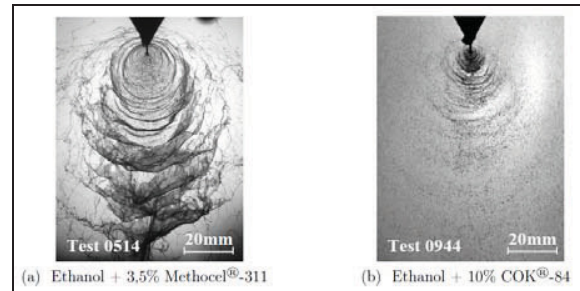 Test 0514
20mm
Test 0944
20mm
(a) Ethanol + 3,5% Methocel®-311
(b) Ethanol + 10% COK®-84